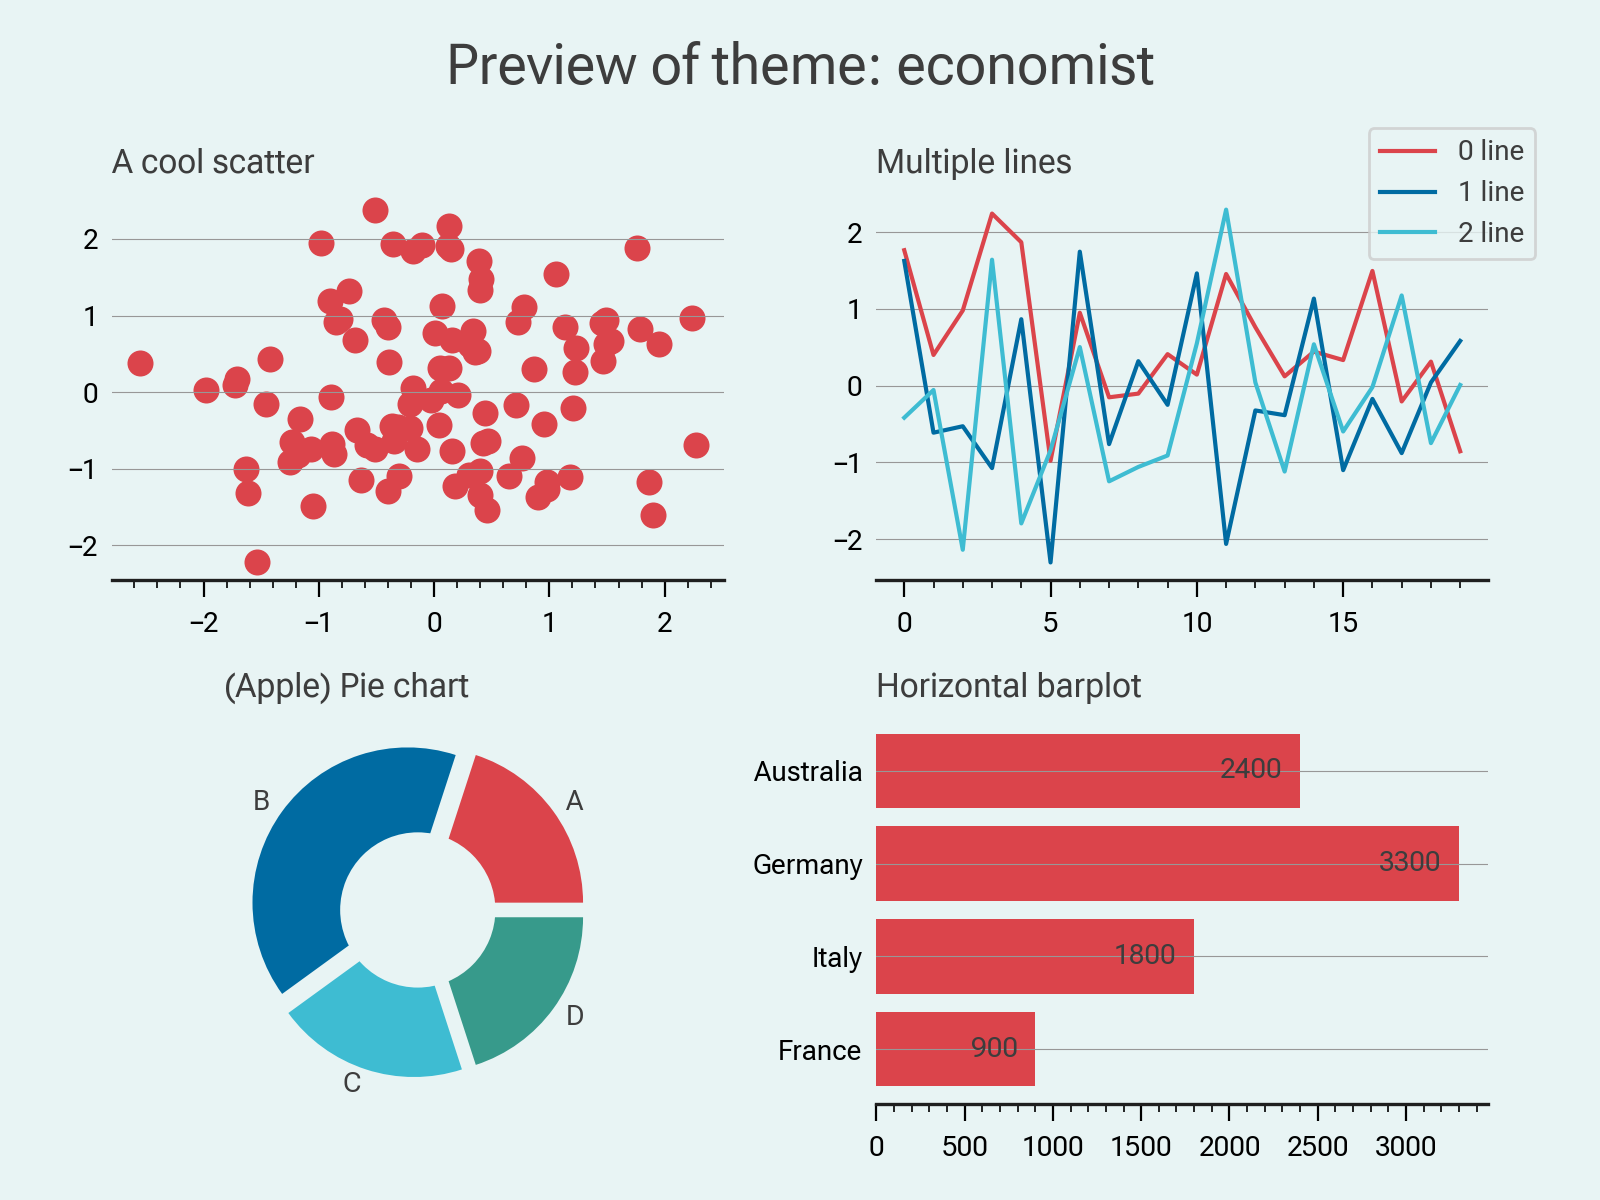 Preview of theme: economist
A cool scatter
2
1
0
−1
−2
−2 −1 0 1 2
Multiple lines
0 line
1 line
2 line
2
1
0
−1
−2
0 5 10 15
(Apple) Pie chart
B
A
D
C
Horizontal barplot
Australia 2400
Germany 3300
Italy 1800
France 900
0 500 1000 1500 2000 2500 3000